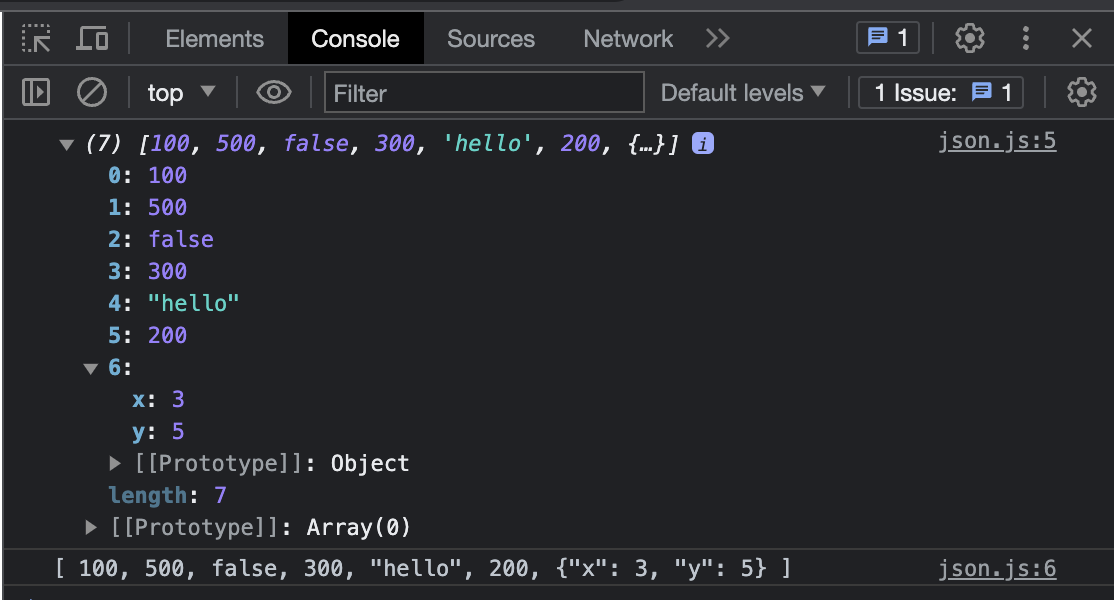 Elements Console Sources Network 1
top Filter Default levels 1 Issue: 1
(7) [100, 500, false, 300, 'hello', 200, {…}] i json.js:5
0: 100
1: 500
2: false
3: 300
4: "hello"
5: 200
6:
x: 3
y: 5
[[Prototype]]: Object
length: 7
[[Prototype]]: Array(0)
[ 100, 500, false, 300, "hello", 200, {"x": 3, "y": 5} ] json.js:6